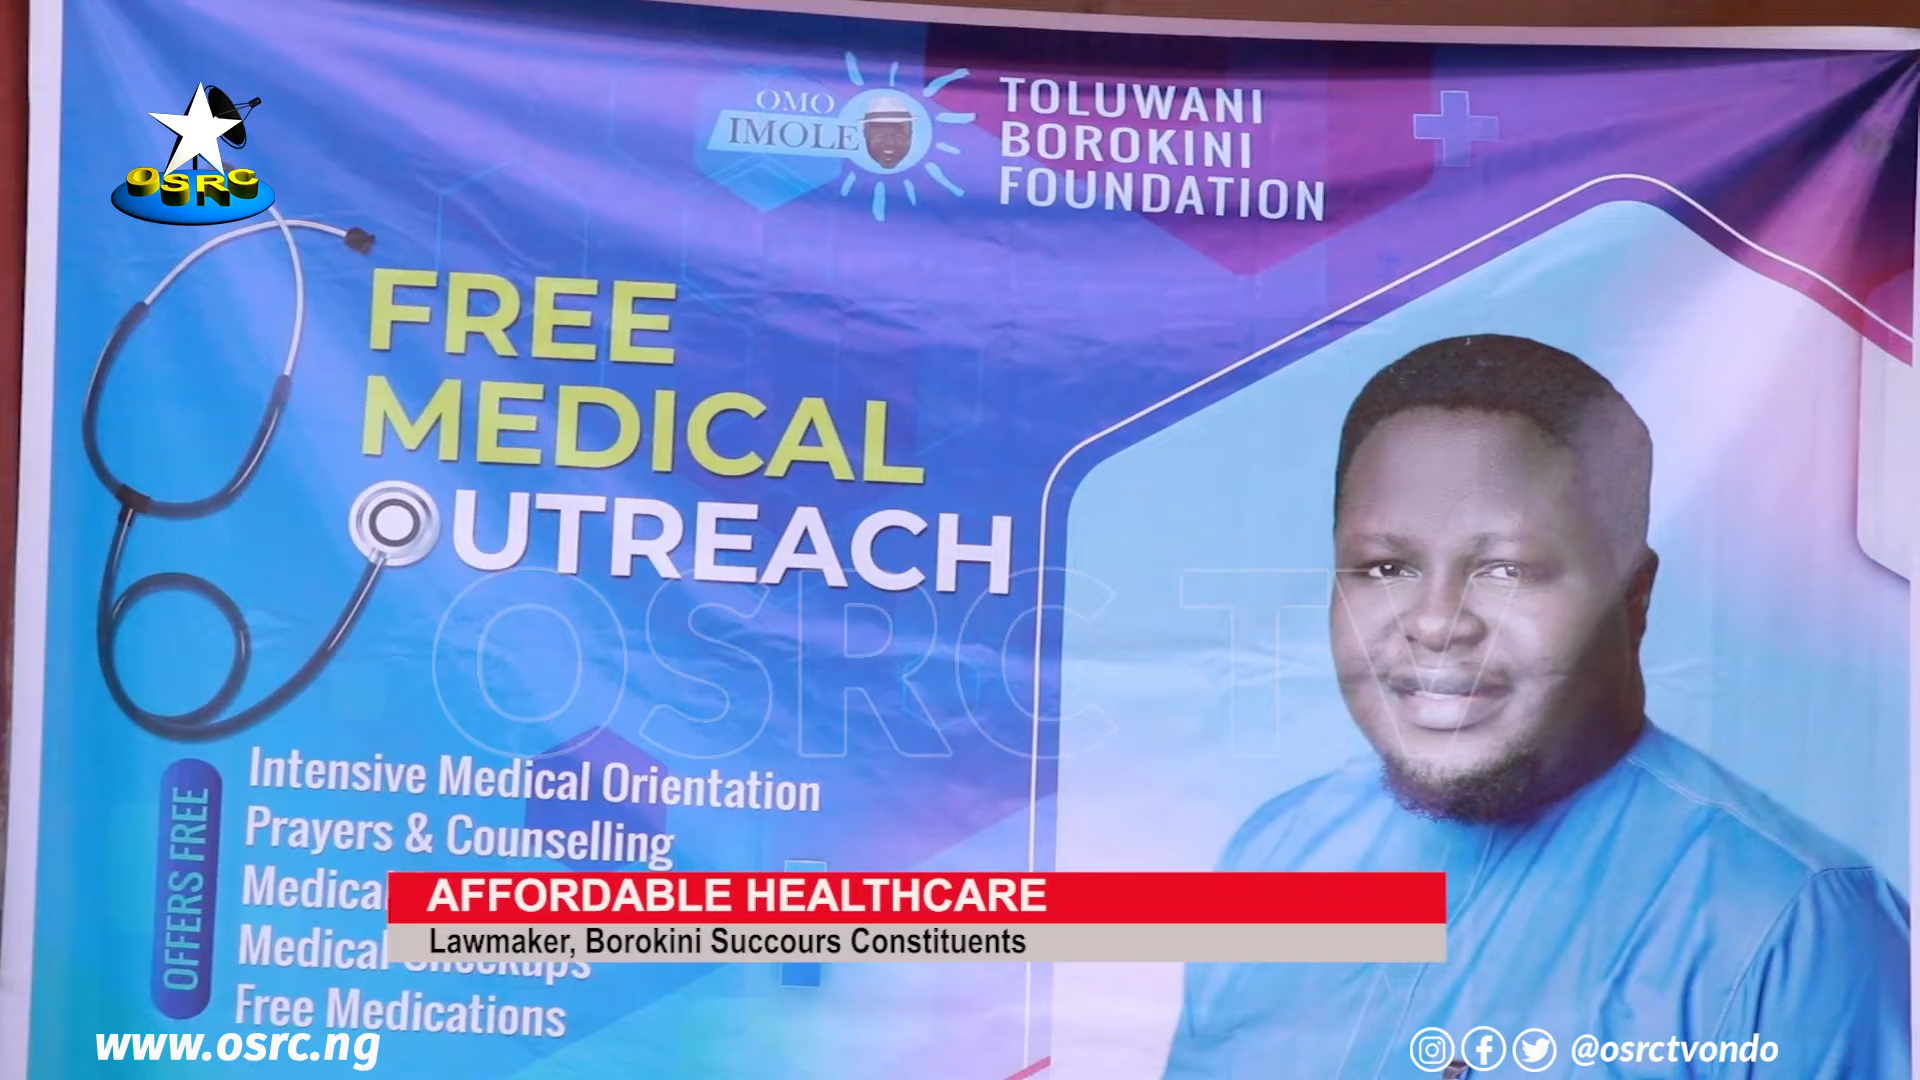 OSRC
OMO
IMOLE
TOLUWANI
BOROKINI
FOUNDATION
FREE
MEDICAL
OUTREACH
OSRC TV
OFFERS FREE
Intensive Medical Orientation
Prayers & Counselling
Medical
Medical Checkups
Free Medications
AFFORDABLE HEALTHCARE
Lawmaker, Borokini Succours Constituents
www.osrc.ng
@osrctvondo